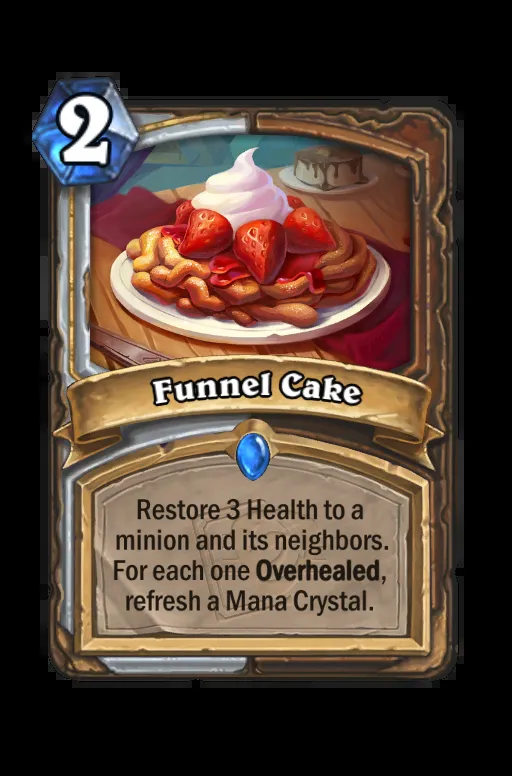 2
Funnel Cake
Restore 3 Health to a
minion and its neighbors.
For each one Overhealed,
refresh a Mana Crystal.